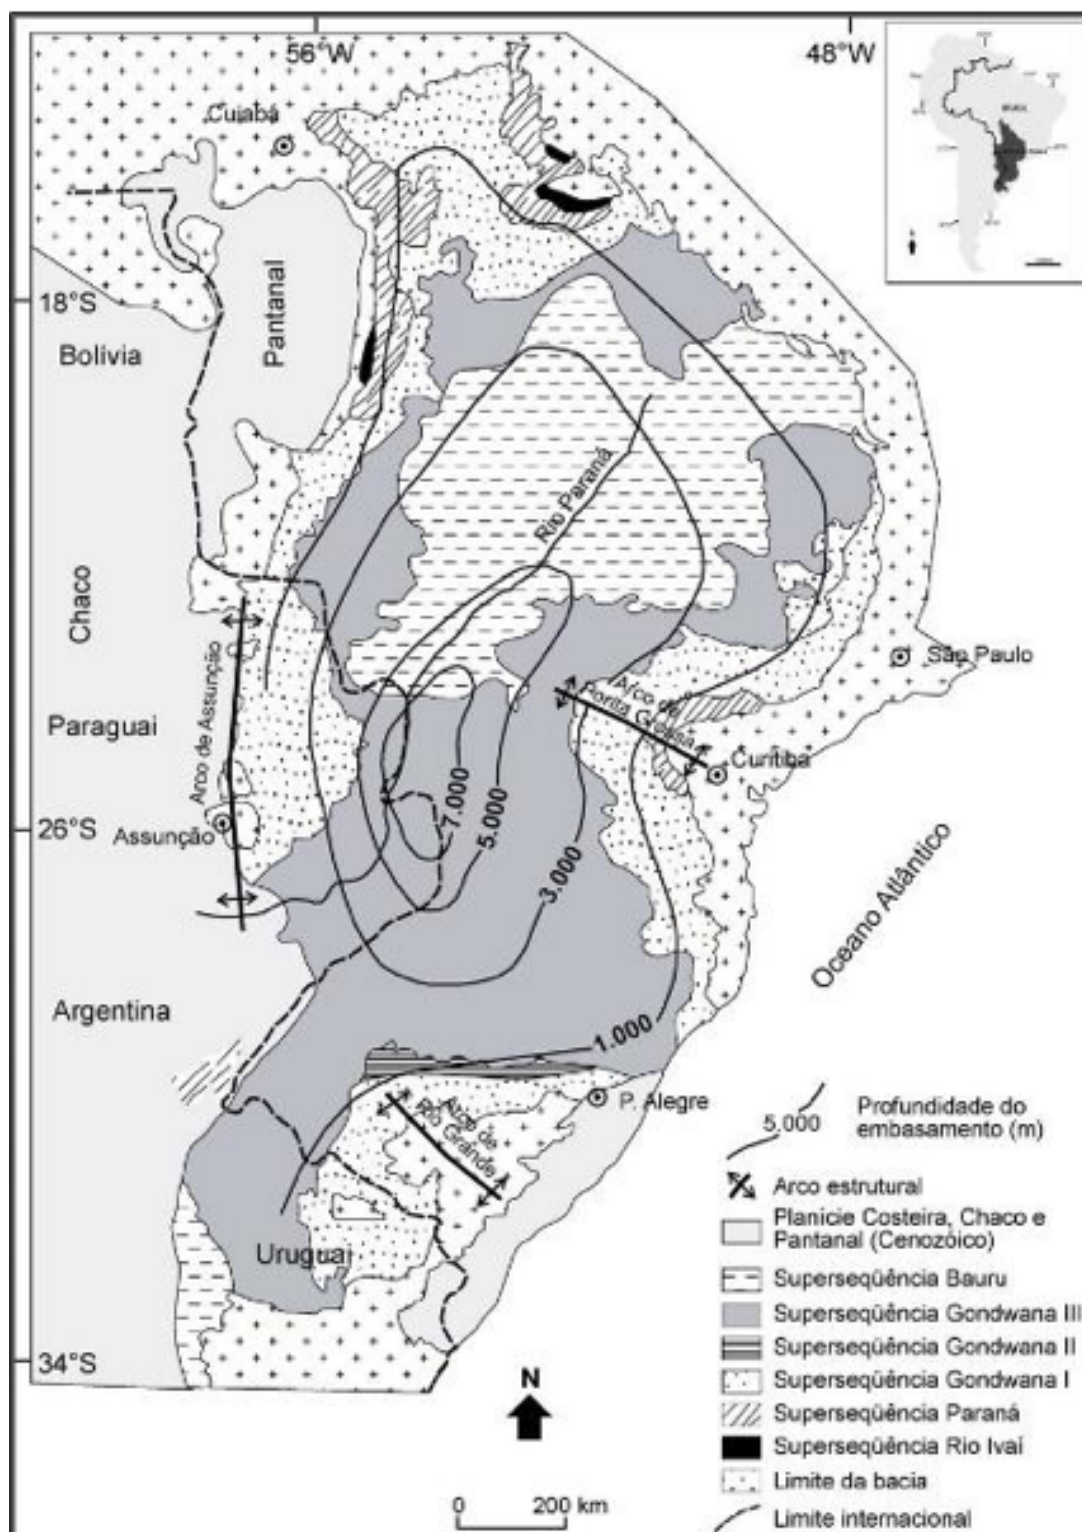 56°W
48°W
Cuiabá
BRASIL
18°S
Bolívia
Pantanal
Rio Paraná
Chaco
Arco de Assunção
São Paulo
Arco de
Ponta Grossa
Paraguai
Curitiba
7.000
5.000
26°S
Assunção
3.000
Oceano Atlântico
Argentina
1.000
P. Alegre
Arco de
Rio Grande
Uruguai
34°S
N
0 200 km
5.000
Profundidade do
embasamento (m)
Arco estrutural
Planície Costeira, Chaco e
Pantanal (Cenozóico)
Superseqüência Bauru
Superseqüência Gondwana III
Superseqüência Gondwana II
Superseqüência Gondwana I
Superseqüência Paraná
Superseqüência Rio Ivaí
Limite da bacia
Limite internacional